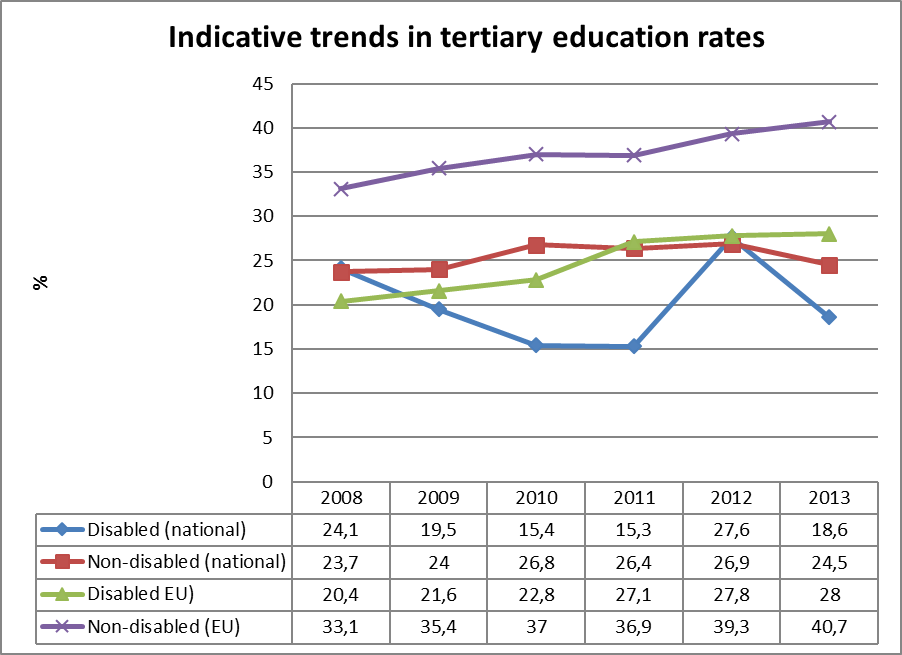 Indicative trends in tertiary education rates
45
40
35
30
25
20
15
10
5
0
%
2008 2009 2010 2011 2012 2013
Disabled (national) 24,1 19,5 15,4 15,3 27,6 18,6
Non-disabled (national) 23,7 24 26,8 26,4 26,9 24,5
Disabled EU) 20,4 21,6 22,8 27,1 27,8 28
Non-disabled (EU) 33,1 35,4 37 36,9 39,3 40,7